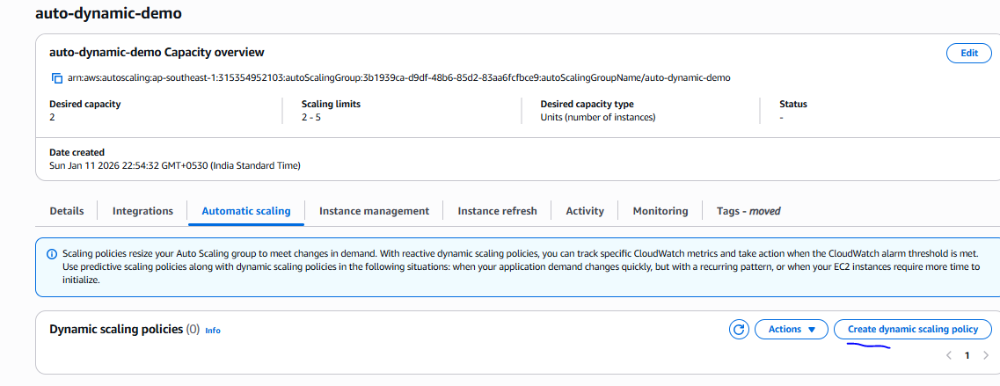 auto-dynamic-demo
auto-dynamic-demo Capacity overview
Edit
arn:aws:autoscaling:ap-southeast-1:315354952103:autoScalingGroup:3b1939ca-d9df-48b6-85d2-83aa6fcfbce9:autoScalingGroupName/auto-dynamic-demo
Desired capacity
2
Scaling limits
2 - 5
Desired capacity type
Units (number of instances)
Status
-
Date created
Sun Jan 11 2026 22:54:32 GMT+0530 (India Standard Time)
Details Integrations Automatic scaling Instance management Instance refresh Activity Monitoring Tags - moved
Scaling policies resize your Auto Scaling group to meet changes in demand. With reactive dynamic scaling policies, you can track specific CloudWatch metrics and take action when the CloudWatch alarm threshold is met.
Use predictive scaling policies along with dynamic scaling policies in the following situations: when your application demand changes quickly, but with a recurring pattern, or when your EC2 instances require more time to
initialize.
Dynamic scaling policies (0) Info
Actions
Create dynamic scaling policy
1